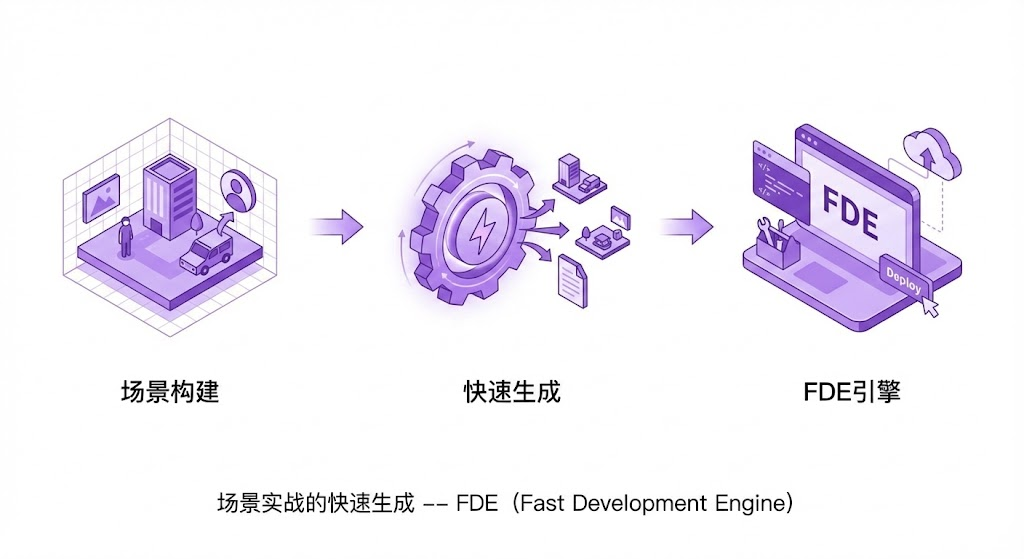 </>
</>
FDE
Deploy
场景构建
快速生成
FDE引擎
场景实战的快速生成 -- FDE（Fast Development Engine）